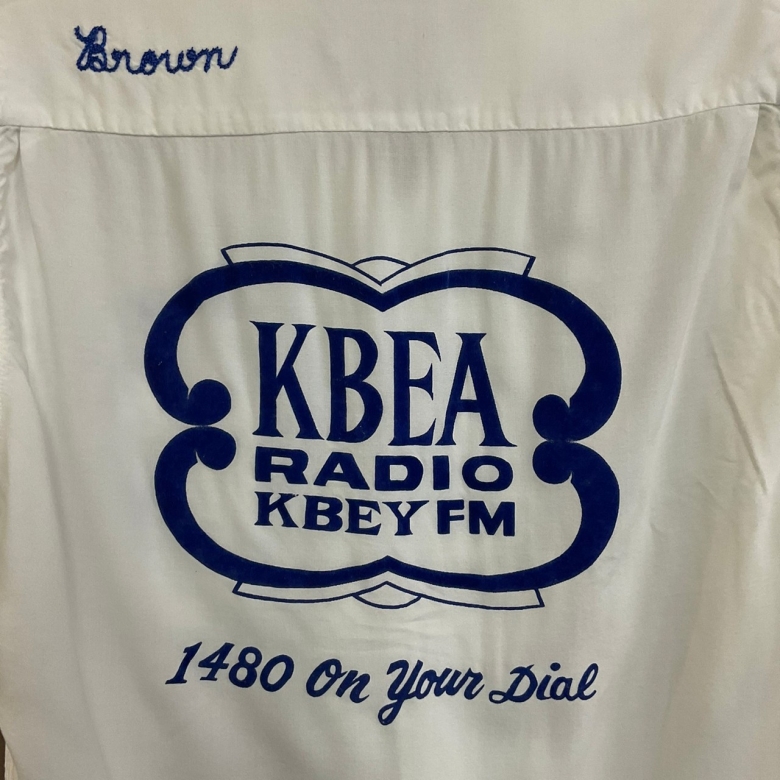 Brown
KBEA
RADIO
KBEY FM
1480 On Your Dial